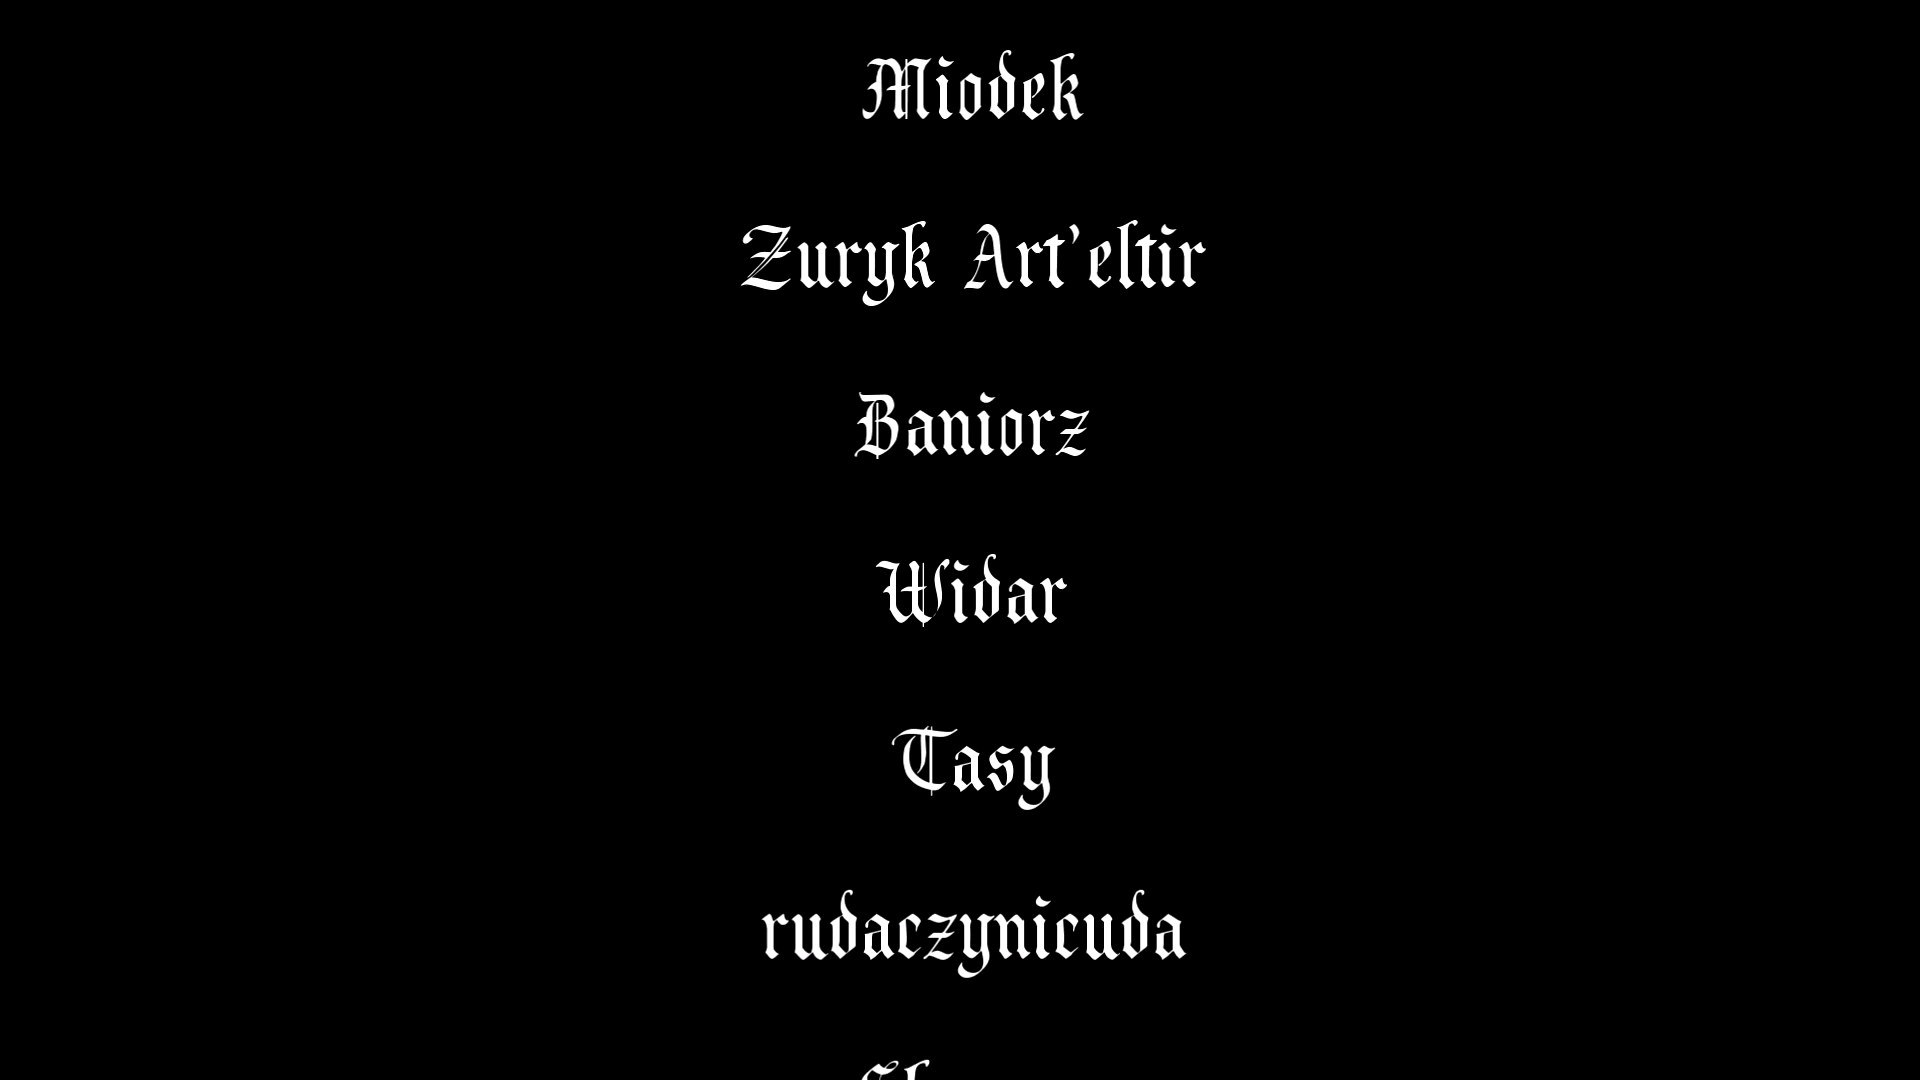 Miodek
Zuryk Art'eltir
Baniorz
Widar
Tasy
rudaczynicuda